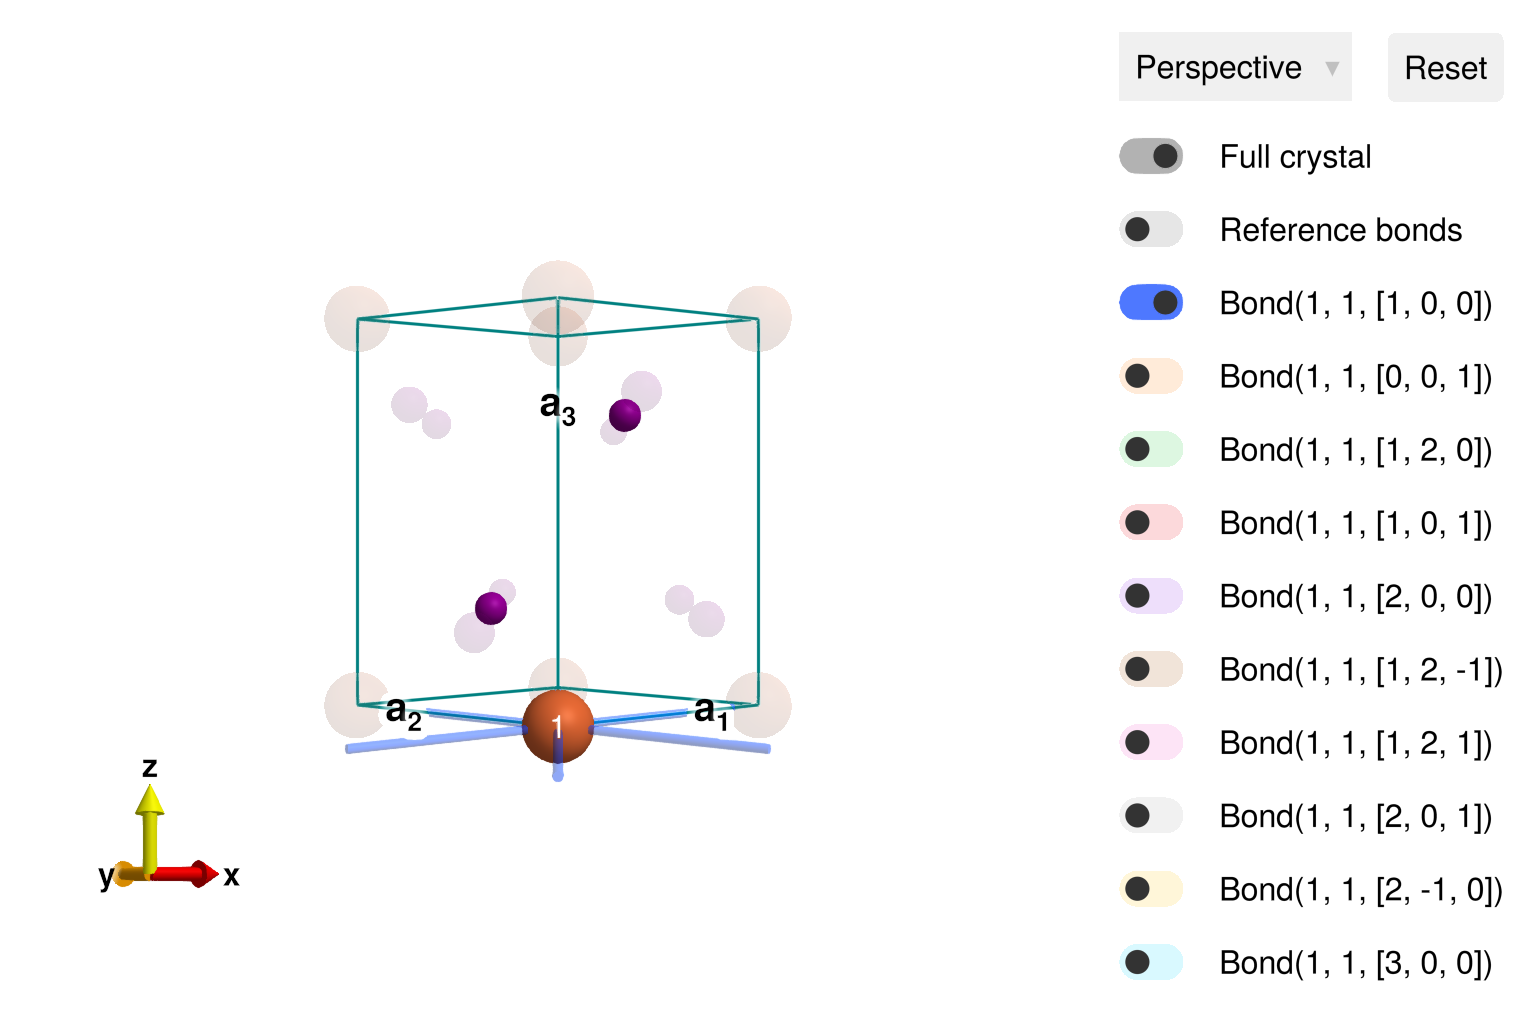 Perspective ▼
Reset
Full crystal
Reference bonds
Bond(1, 1, [1, 0, 0])
Bond(1, 1, [0, 0, 1])
Bond(1, 1, [1, 2, 0])
Bond(1, 1, [1, 0, 1])
Bond(1, 1, [2, 0, 0])
Bond(1, 1, [1, 2, -1])
Bond(1, 1, [1, 2, 1])
Bond(1, 1, [2, 0, 1])
Bond(1, 1, [2, -1, 0])
Bond(1, 1, [3, 0, 0])
a₃
a₂
1
a₁
z
y
x